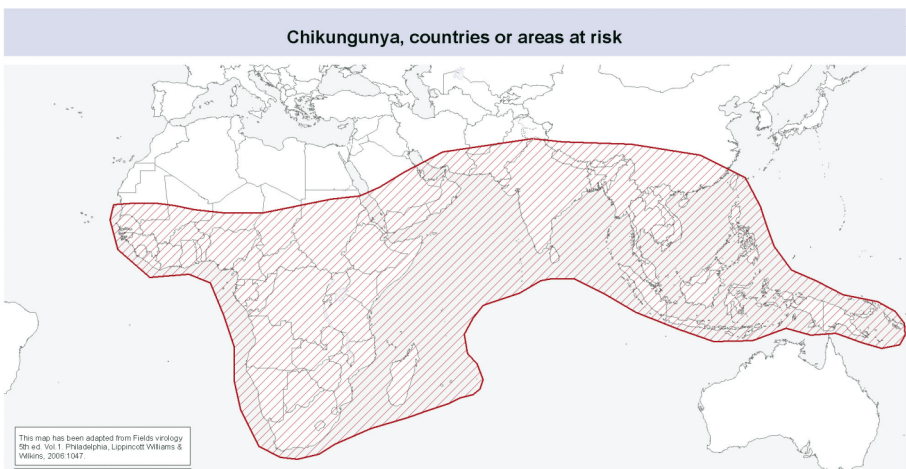 Chikungunya, countries or areas at risk
This map has been adapted from Fields virology
5th ed. Vol.1. Philadelphia, Lippincott Williams &
Wilkins, 2006:1047.